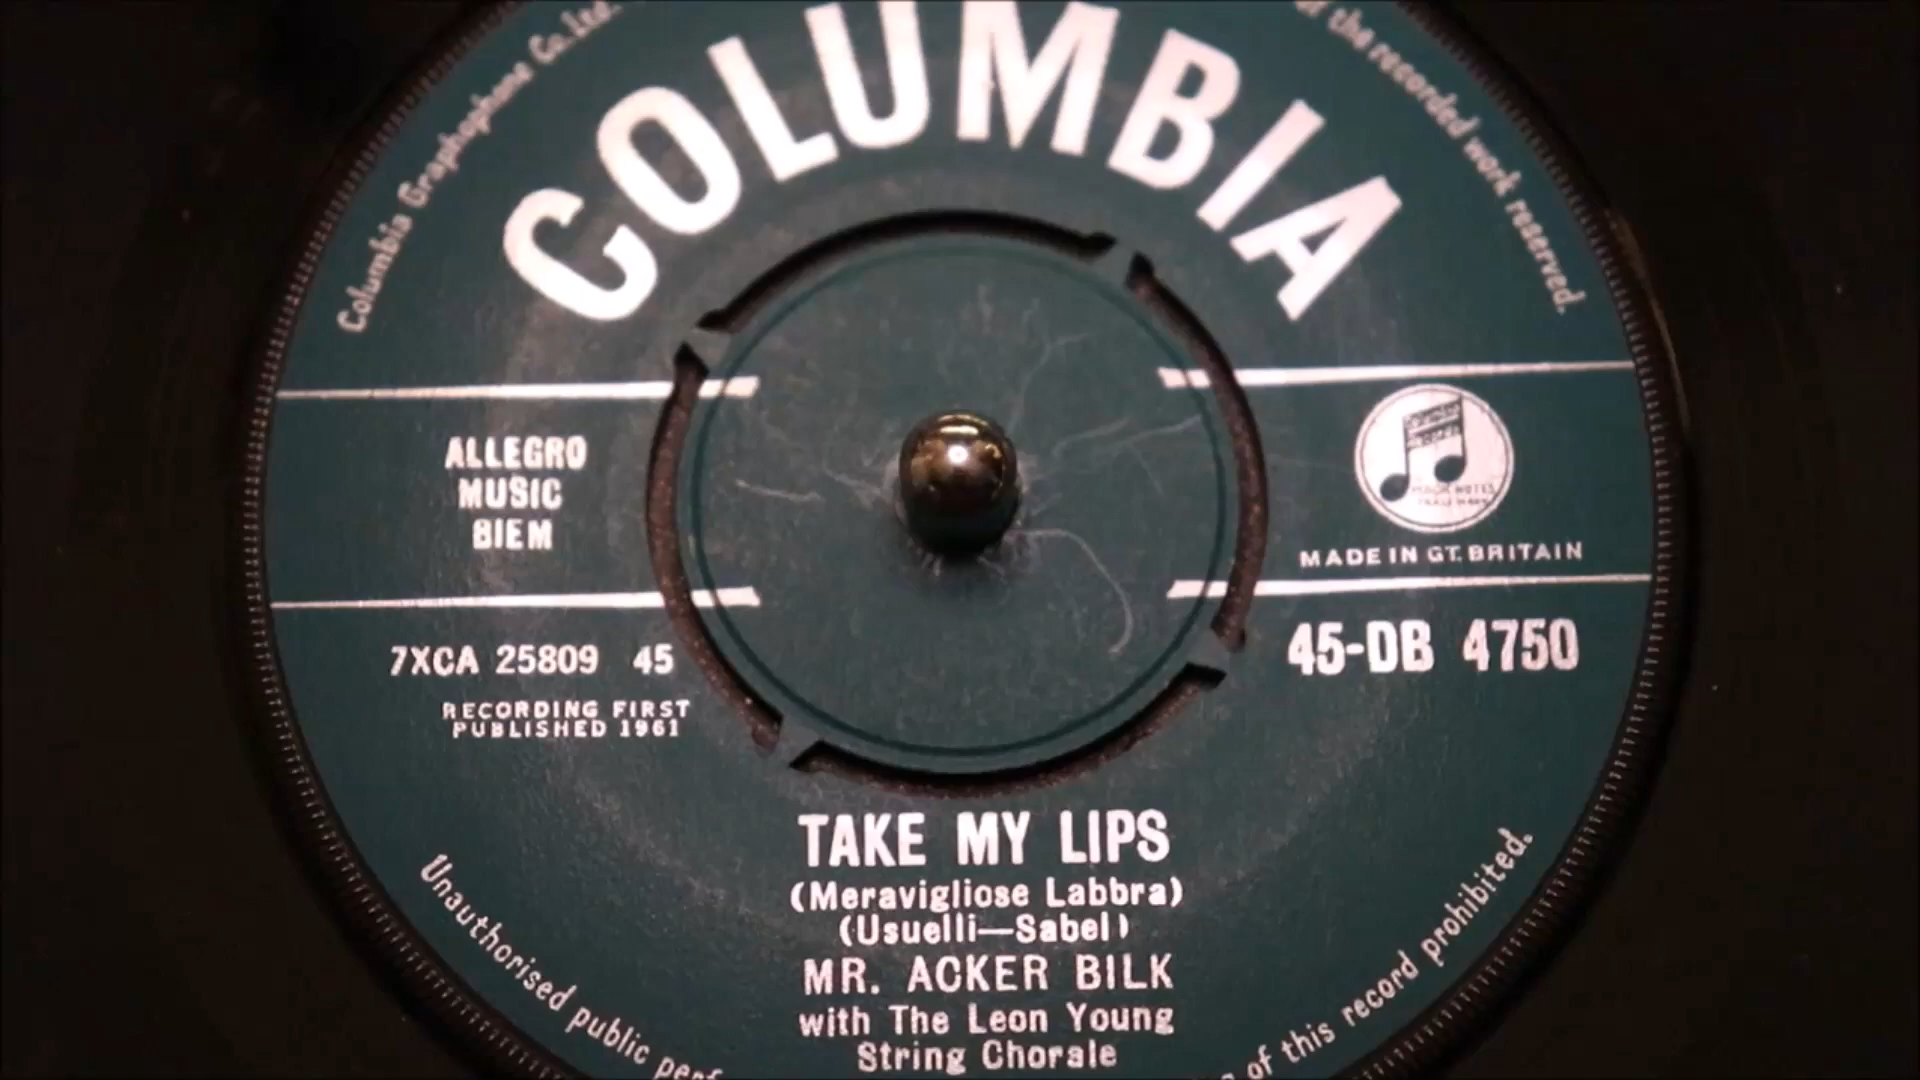 COLUMBIA
Columbia Graphophone Co. Ltd.
the recorded work reserved.
ALLEGRO
MUSIC
BIEM
MADE IN GT. BRITAIN
7XCA 25809 45
45-DB 4750
RECORDING FIRST
PUBLISHED 1961
TAKE MY LIPS
(Meravigliose Labbra)
(Usuelli—Sabel)
MR. ACKER BILK
with The Leon Young
String Chorale
Unauthorised public
of this record prohibited.